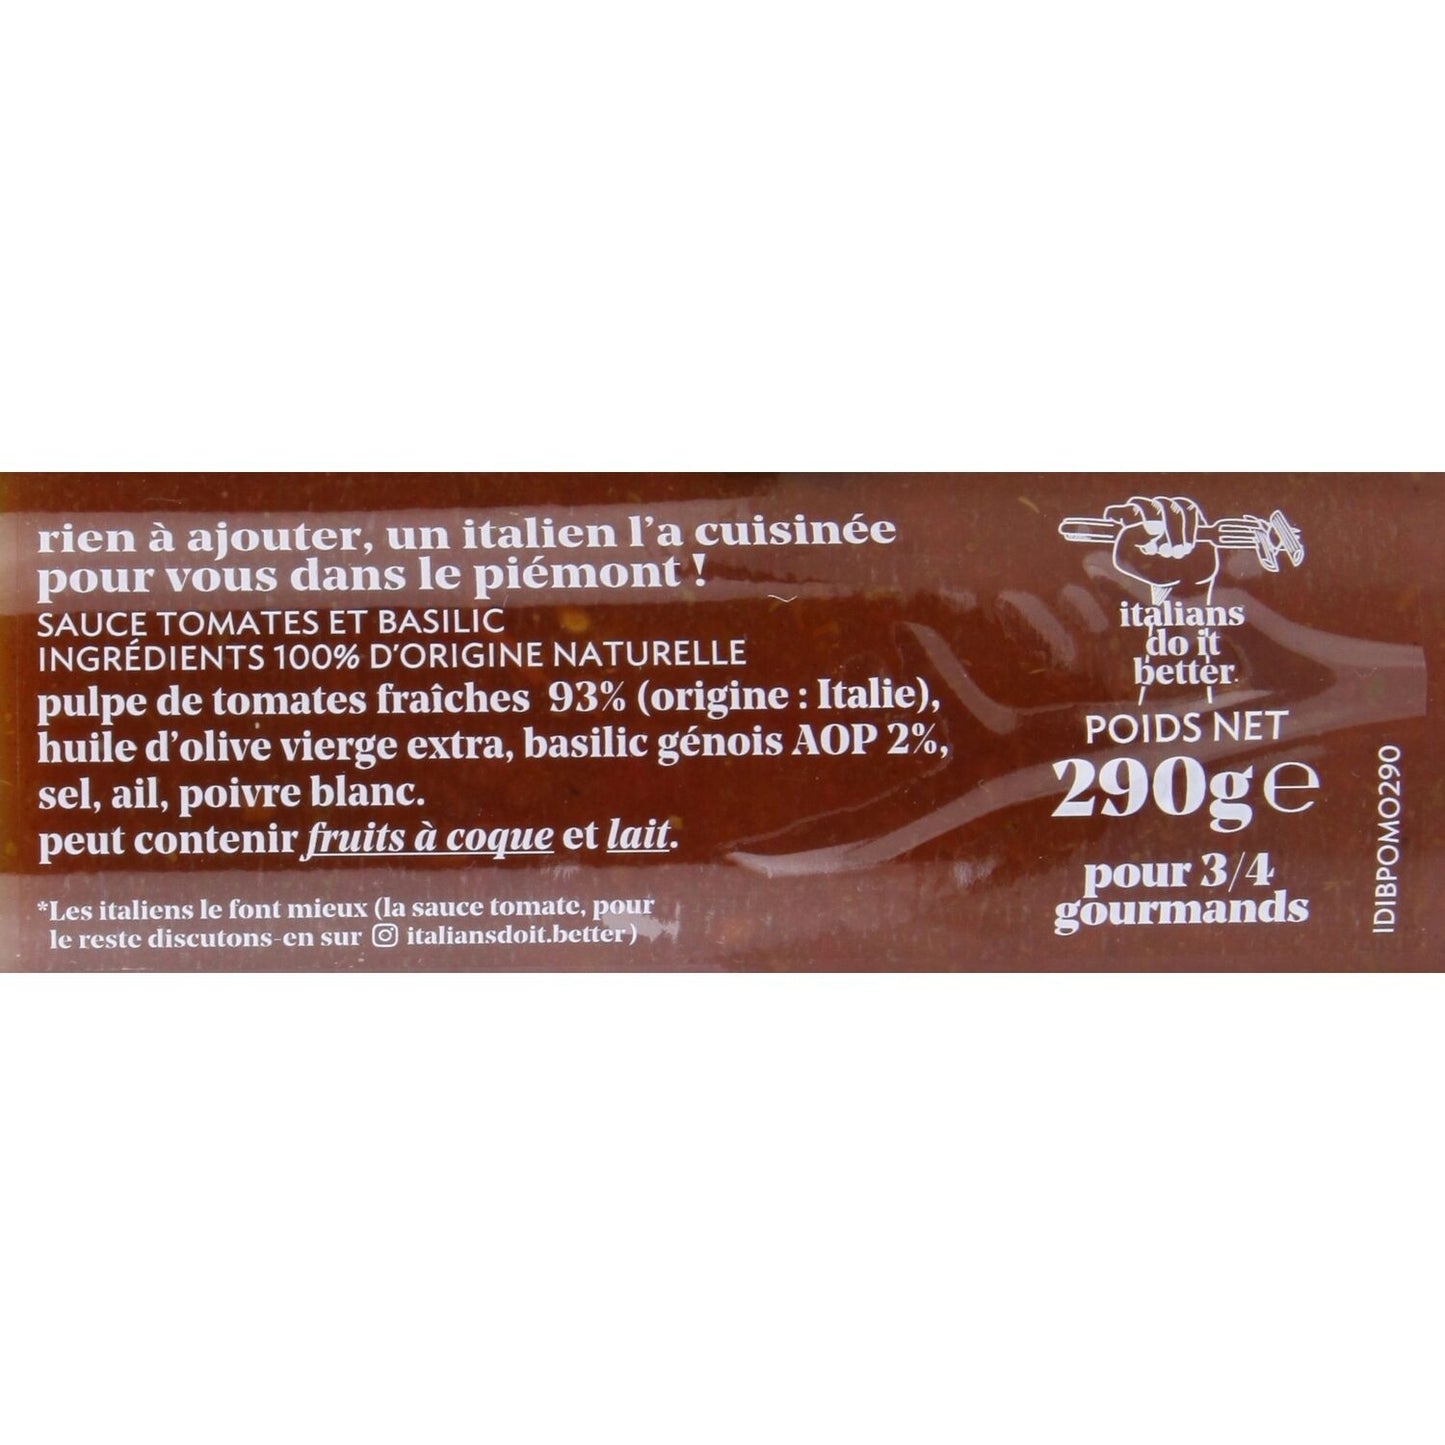 rien à ajouter, un italien l'a cuisinée
pour vous dans le piémont !
SAUCE TOMATES ET BASILIC
INGRÉDIENTS 100% D'ORIGINE NATURELLE
pulpe de tomates fraîches 93% (origine : Italie),
huile d'olive vierge extra, basilic génois AOP 2%,
sel, ail, poivre blanc.
peut contenir fruits à coque et lait.
*Les italiens le font mieux (la sauce tomate, pour
le reste discutons-en sur italiansdoit.better)
italians
do it
better.
POIDS NET
290g e
pour 3/4
gourmands
IDIBPOMO290